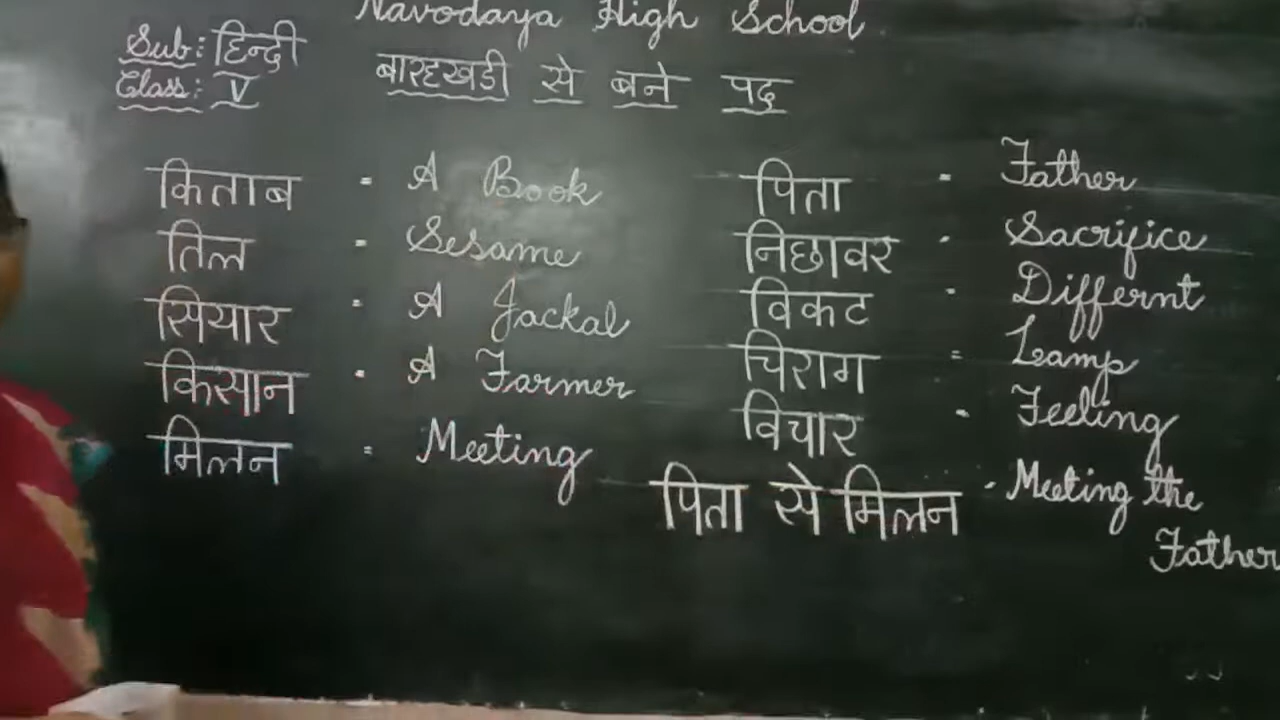 Navodaya High School
Sub: हिन्दी
Class: V
बारहखडी से बने पद
किताब = A Book
तिल = Sesame
सियार = A Jackal
किसान = A Farmer
मिलन = Meeting
पिता = Father
निछावर = Sacrifice
विकट = Differnt
चिराग = Lamp
विचार = Feeling
पिता से मिलन = Meeting the
Father